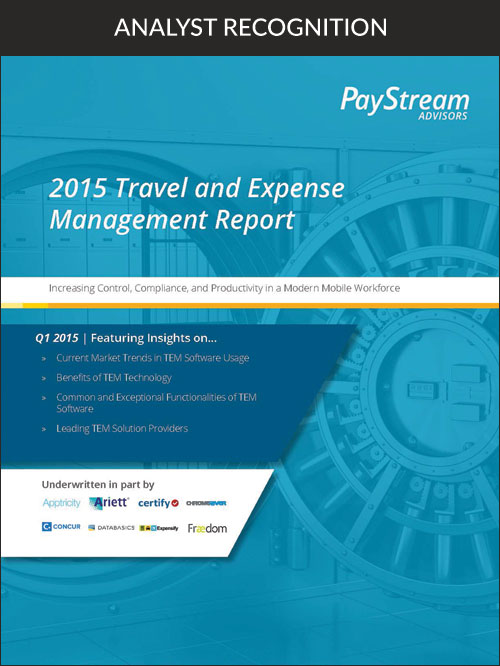 ANALYST RECOGNITION
PayStream
ADVISORS
2015 Travel and Expense
Management Report
Increasing Control, Compliance, and Productivity in a Modern Mobile Workforce
Q1 2015 | Featuring Insights on...
» Current Market Trends in TEM Software Usage
» Benefits of TEM Technology
» Common and Exceptional Functionalities of TEM
Software
» Leading TEM Solution Providers
Underwritten in part by
Apptricity Ariett certify CHROMERIVER
C. CONCUR DATABASICS Expensify Frædom